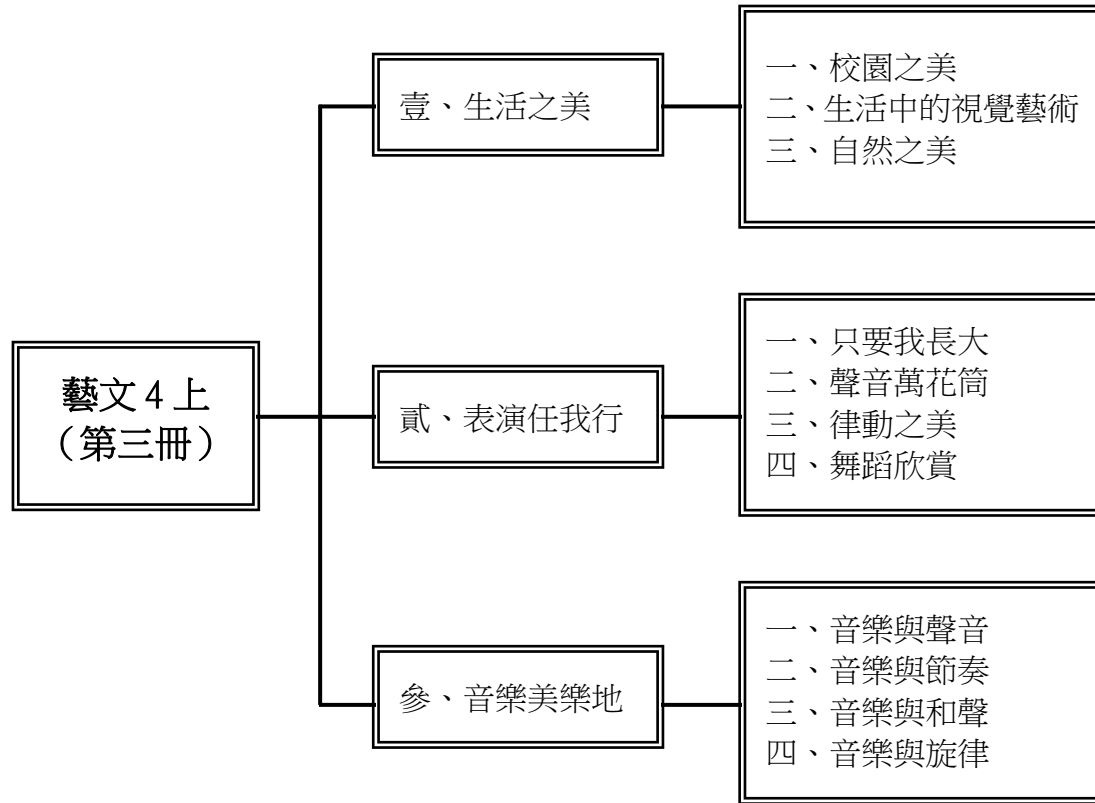 藝文4上
（第三冊）
壹、生活之美
一、校園之美
二、生活中的視覺藝術
三、自然之美
貳、表演任我行
一、只要我長大
二、聲音萬花筒
三、律動之美
四、舞蹈欣賞
參、音樂美樂地
一、音樂與聲音
二、音樂與節奏
三、音樂與和聲
四、音樂與旋律